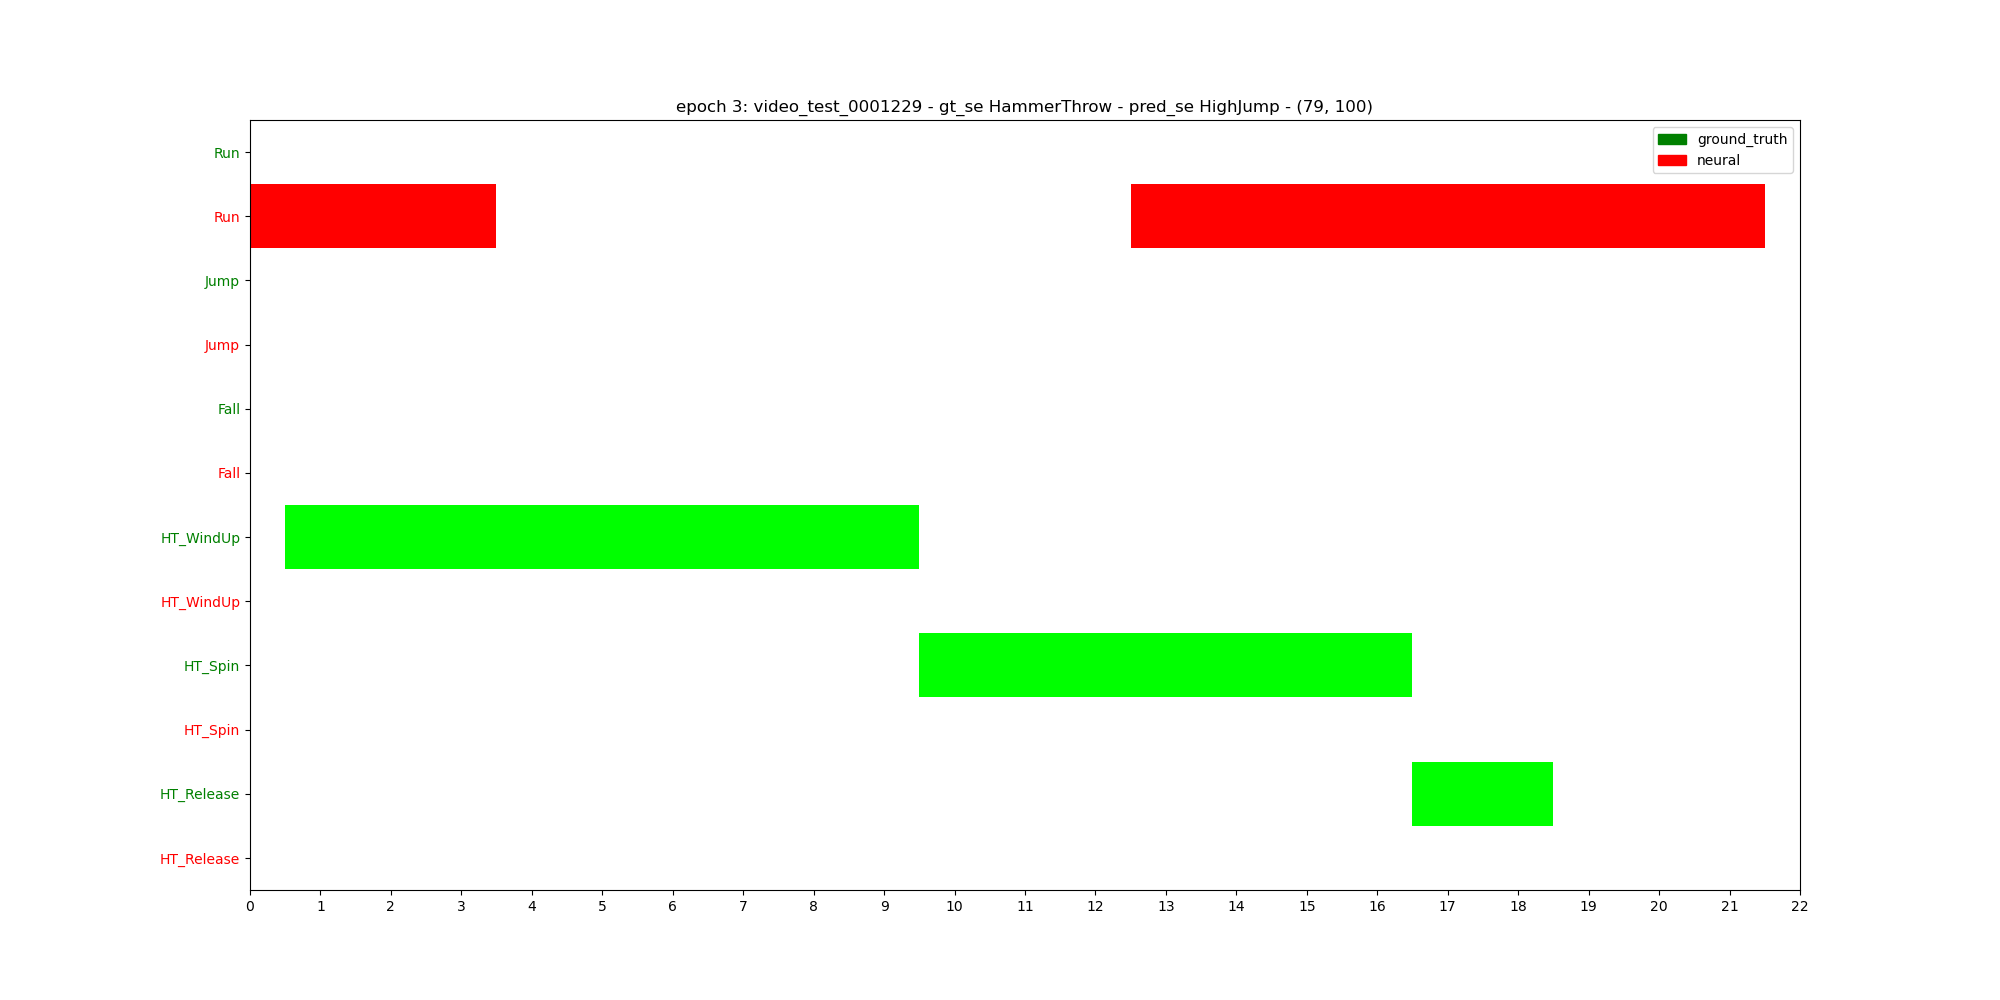 epoch 3: video_test_0001229 - gt_se HammerThrow - pred_se HighJump - (79, 100)
ground_truth
neural
Run
Run
Jump
Jump
Fall
Fall
HT_WindUp
HT_WindUp
HT_Spin
HT_Spin
HT_Release
HT_Release
0 1 2 3 4 5 6 7 8 9 10 11 12 13 14 15 16 17 18 19 20 21 22